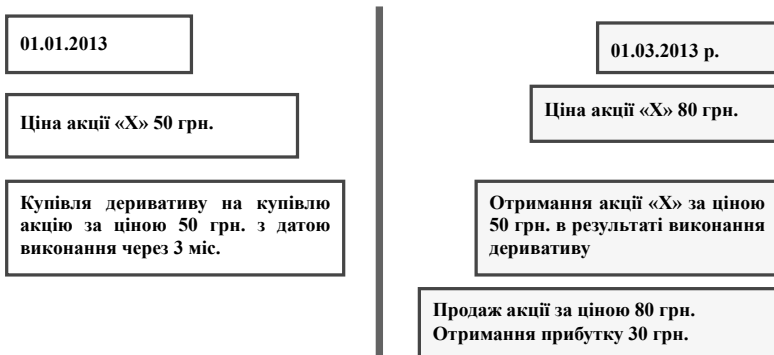 01.01.2013
Ціна акції «Х» 50 грн.
Купівля деривативу на купівлю
акцію за ціною 50 грн. з датою
виконання через 3 міс.
01.03.2013 р.
Ціна акції «Х» 80 грн.
Отримання акції «Х» за ціною
50 грн. в результаті виконання
деривативу
Продаж акції за ціною 80 грн.
Отримання прибутку 30 грн.